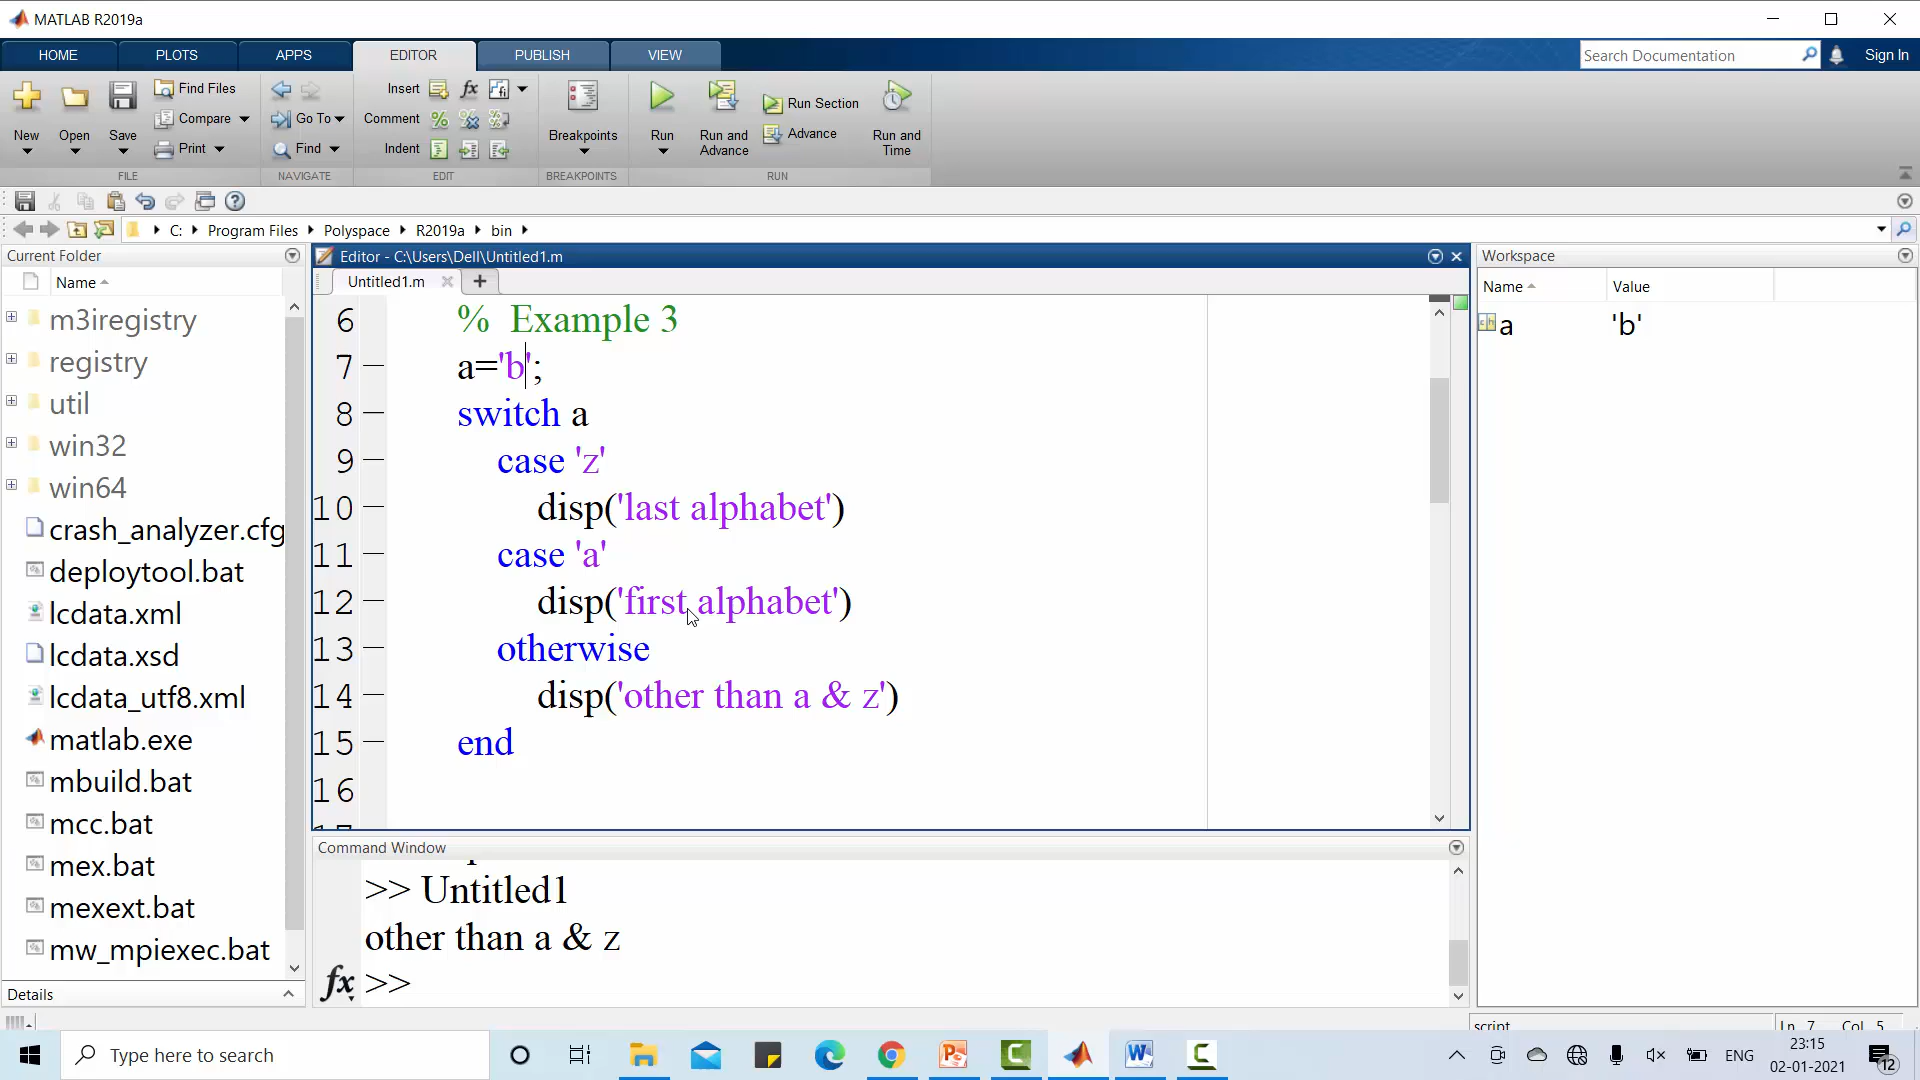 MATLAB R2019a
HOME PLOTS APPS EDITOR PUBLISH VIEW
Search Documentation
Sign In
New Open Save
Find Files
Compare
Print
Go To
Find
Insert fx
Comment
Indent
Breakpoints
Run
Run and Advance
Run Section
Advance
Run and Time
FILE NAVIGATE EDIT BREAKPOINTS RUN
C: Program Files Polyspace R2019a bin
Current Folder
Name
m3iregistry
registry
util
win32
win64
crash_analyzer.cfg
deploytool.bat
lcdata.xml
lcdata.xsd
lcdata_utf8.xml
matlab.exe
mbuild.bat
mcc.bat
mex.bat
mexext.bat
mw_mpiexec.bat
Details
Editor - C:\Users\Dell\Untitled1.m
Untitled1.m
6 % Example 3
7 a='b';
8 switch a
9 case 'z'
10 disp('last alphabet')
11 case 'a'
12 disp('first alphabet')
13 otherwise
14 disp('other than a & z')
15 end
16
Command Window
>> Untitled1
other than a & z
fx >>
Workspace
Name Value
a 'b'
script Ln 7 Col 5
Type here to search
ENG
23:15
02-01-2021
12